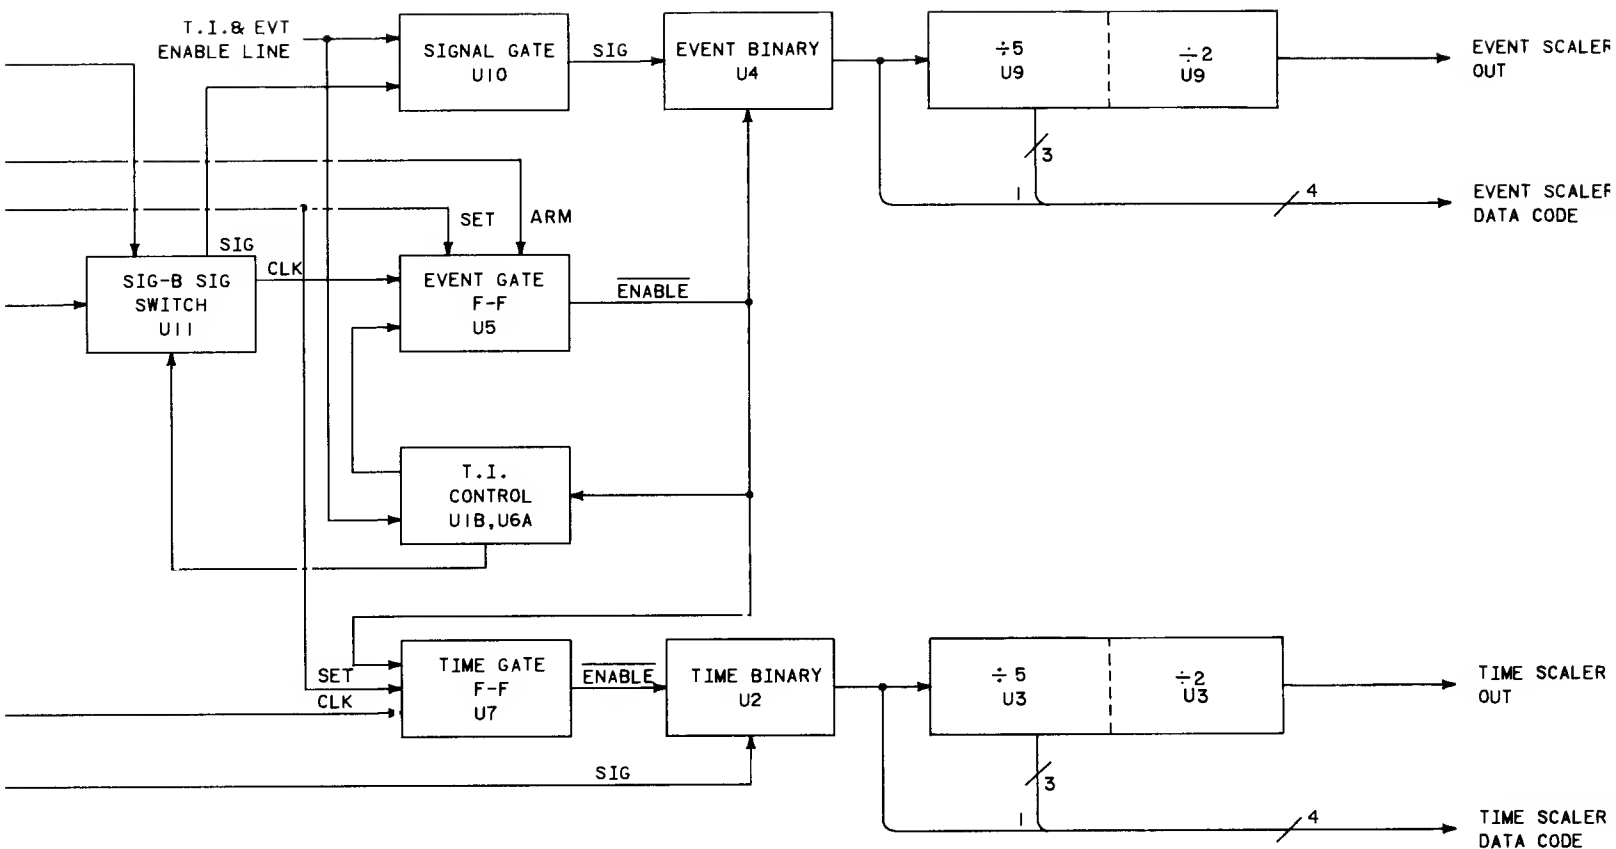 T.I.& EVT
ENABLE LINE
SIGNAL GATE
U10
SIG
EVENT BINARY
U4
÷5
U9
÷2
U9
EVENT SCALER
OUT
3
1
4
EVENT SCALER
DATA CODE
SET
ARM
SIG
CLK
SIG-B SIG
SWITCH
U11
EVENT GATE
F-F
U5
ENABLE
T.I.
CONTROL
U1B,U6A
SET
CLK
TIME GATE
F-F
U7
ENABLE
TIME BINARY
U2
÷5
U3
÷2
U3
TIME SCALER
OUT
SIG
3
1
4
TIME SCALER
DATA CODE